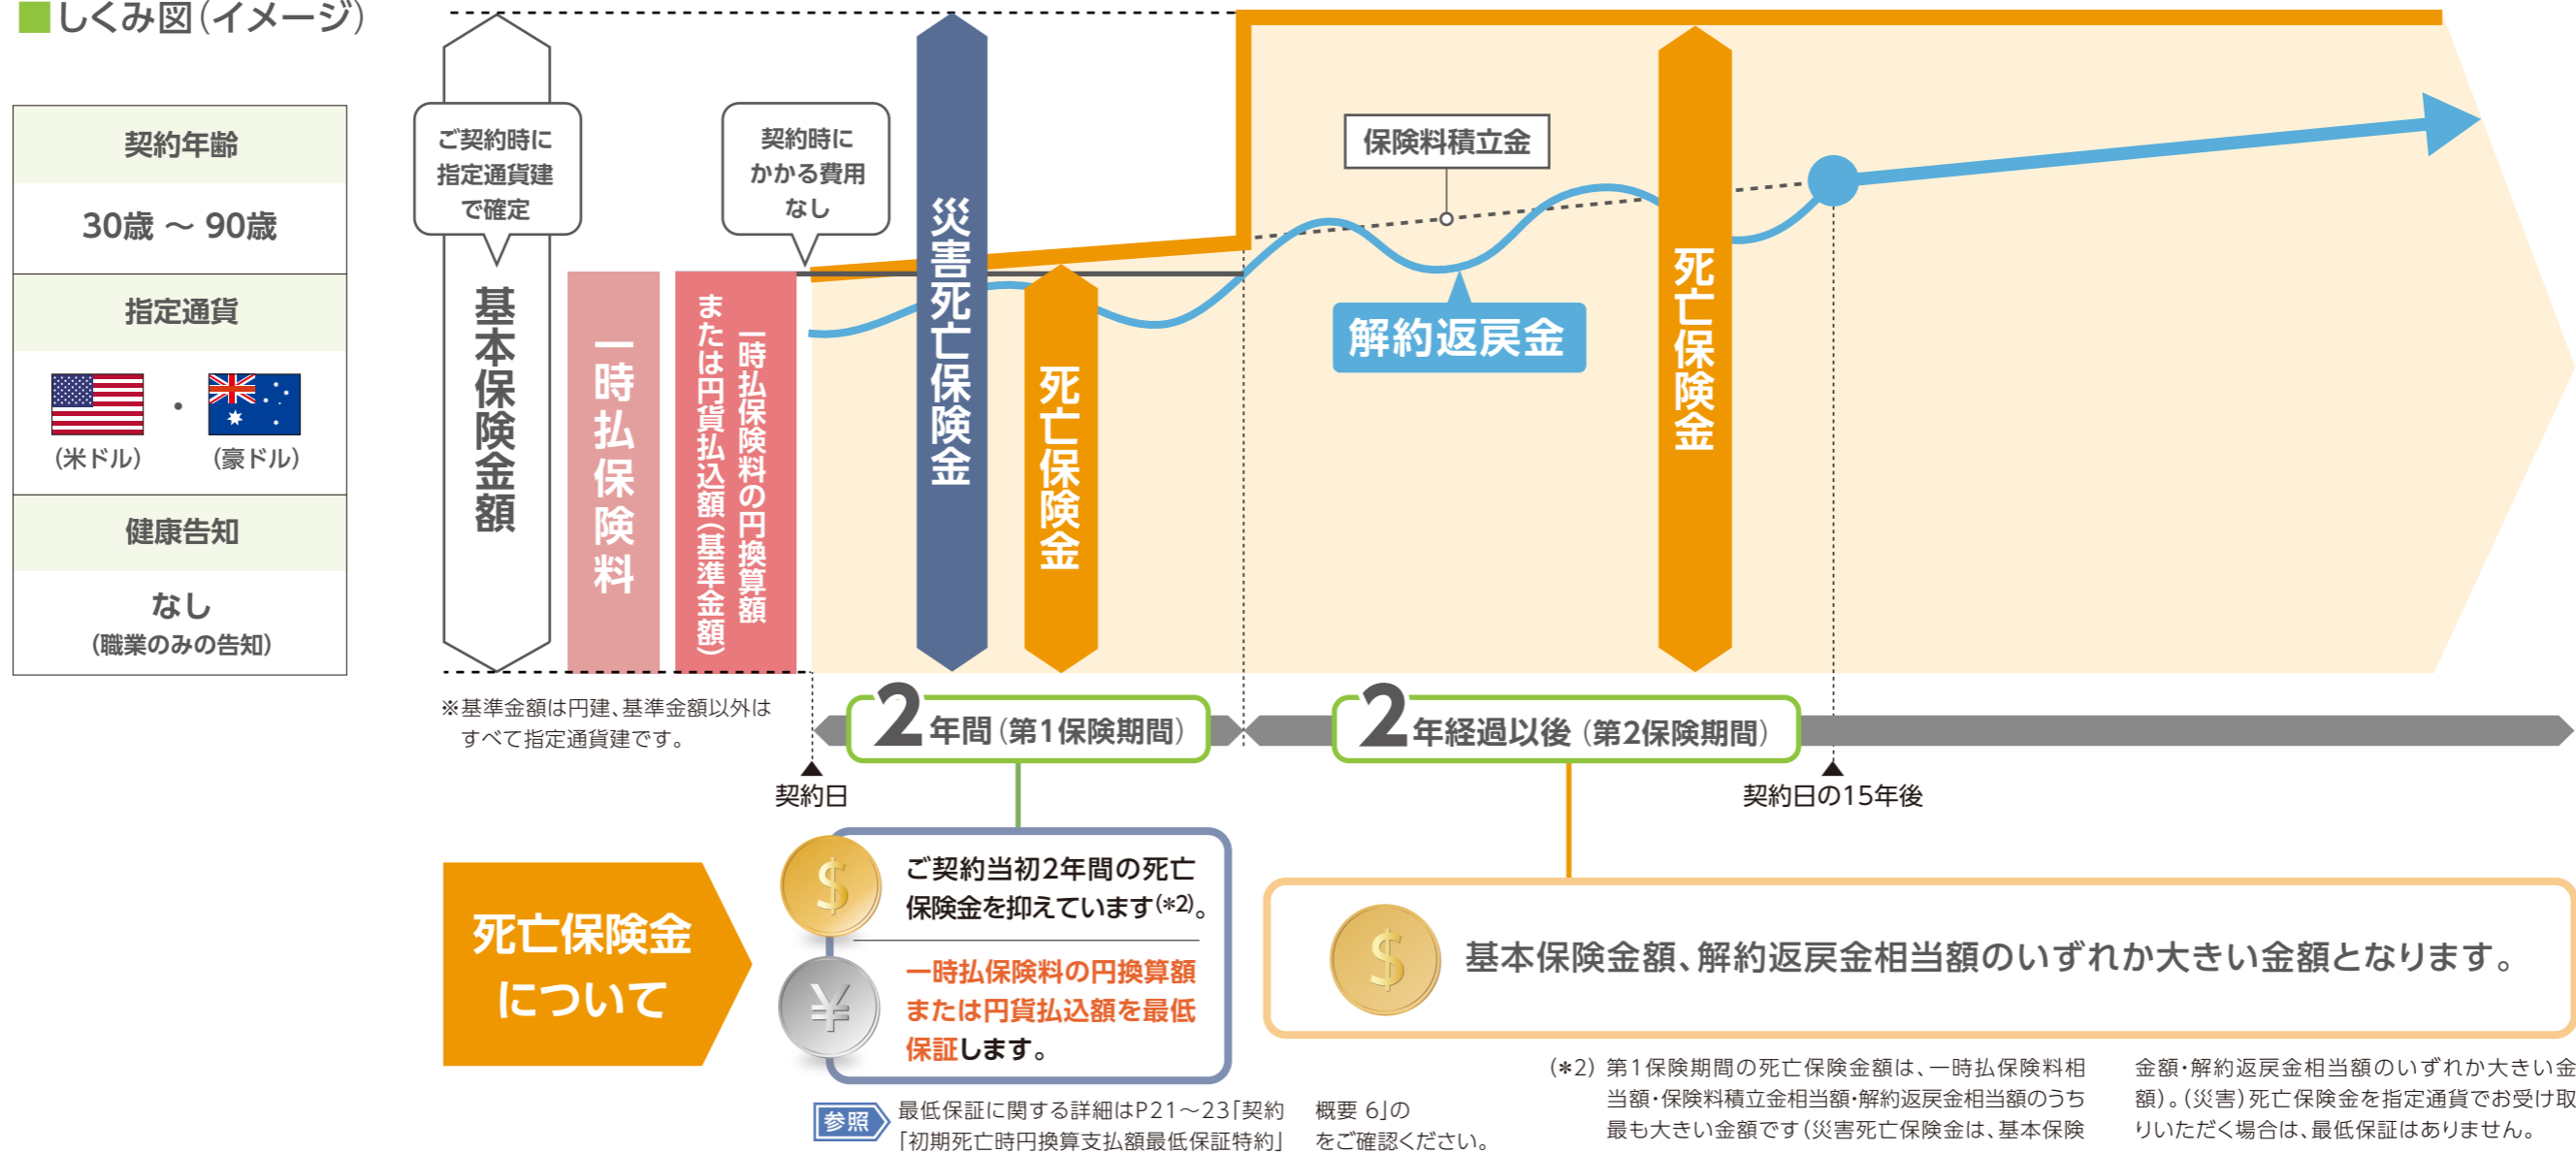 ■しくみ図(イメージ)
契約年齢
30歳 ~ 90歳
指定通貨
・
(米ドル)
(豪ドル)
健康告知
なし
(職業のみの告知)
ご契約時に
指定通貨建
で確定
基本保険金額
一時払保険料
一時払保険料の円換算額
または円貨払込額(基準金額)
契約時に
かかる費用
なし
災害死亡保険金
死亡保険金
保険料積立金
解約返戻金
死亡保険金
※基準金額は円建、基準金額以外は
すべて指定通貨建です。
2年間(第1保険期間)
2年経過以後(第2保険期間)
契約日
契約日の15年後
死亡保険金
について
$
ご契約当初2年間の死亡
保険金を抑えています(*2)。
¥
一時払保険料の円換算額
または円貨払込額を最低
保証します。
$
基本保険金額、解約返戻金相当額のいずれか大きい金額となります。
参照
最低保証に関する詳細はP21~23「契約
「初期死亡時円換算支払額最低保証特約」
概要 6」の
をご確認ください。
(*2) 第1保険期間の死亡保険金額は、一時払保険料相
当額・保険料積立金相当額・解約返戻金相当額のうち
最も大きい金額です(災害死亡保険金は、基本保険
金額・解約返戻金相当額のいずれか大きい金
額)。(災害)死亡保険金を指定通貨でお受け取
りいただく場合は、最低保証はありません。